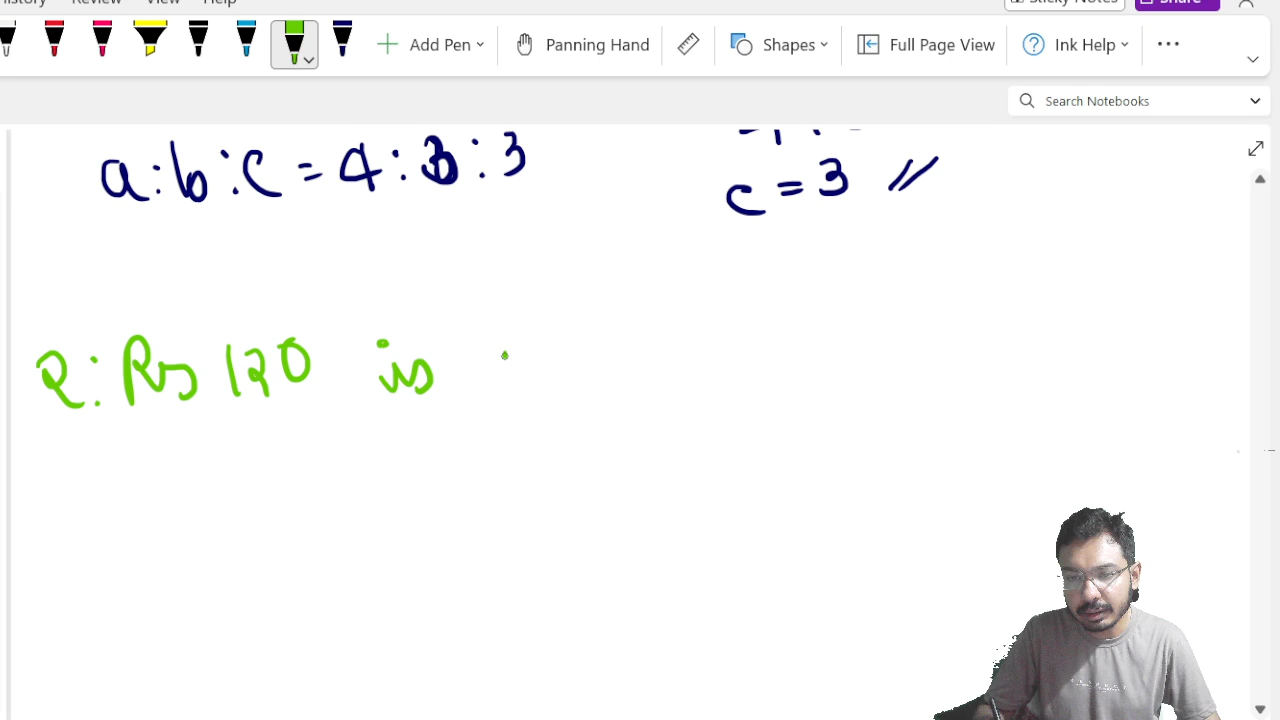 History Review View Help Sticky Notes Share
Add Pen Panning Hand Shapes Full Page View Ink Help
Search Notebooks
a:b:c = 4:3:3
c = 3 //
Q: Rs 120 is